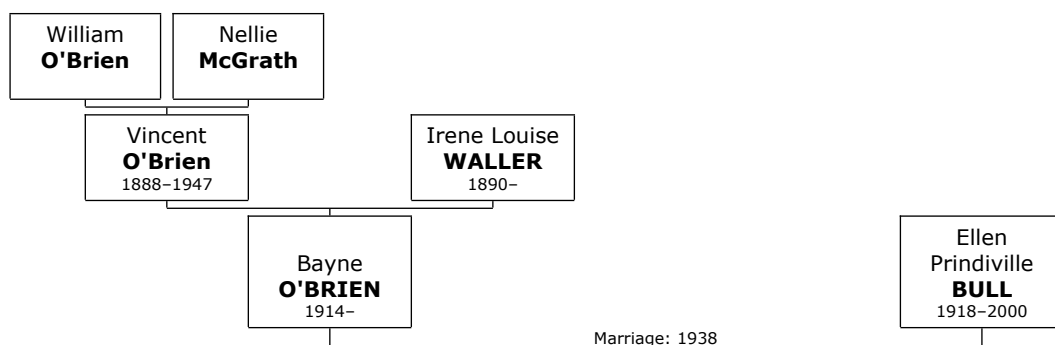 William
O'Brien
Nellie
McGrath
Vincent
O'Brien
1888–1947
Irene Louise
WALLER
1890–
Bayne
O'BRIEN
1914–
Ellen
Prindiville
BULL
1918–2000
Marriage: 1938